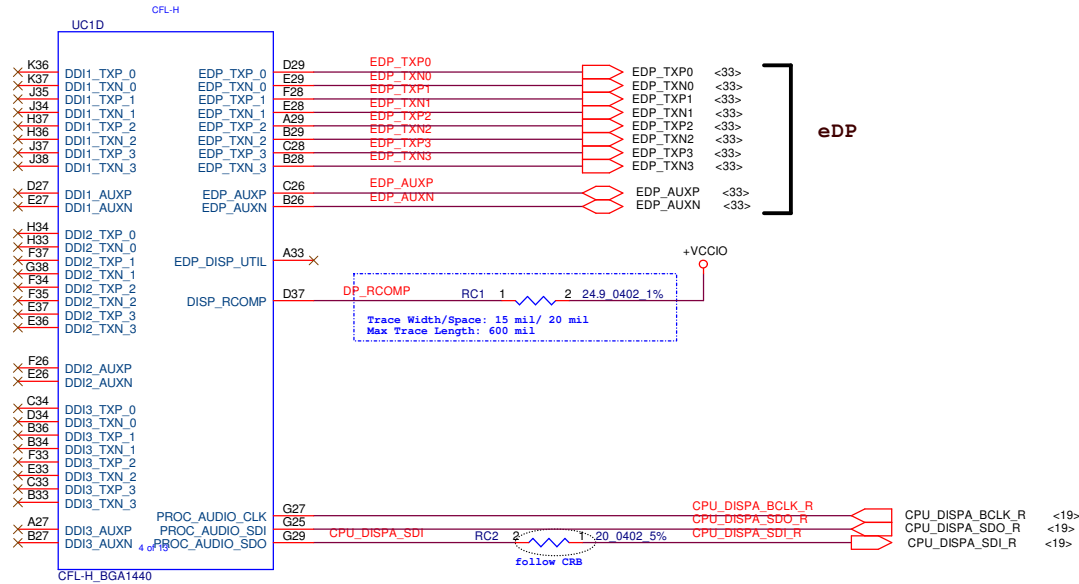 CFL-H
UC1D
K36 DDI1_TXP_0 EDP_TXP_0 D29 EDP_TXP0 EDP_TXP0 <33>
K37 DDI1_TXN_0 EDP_TXN_0 E29 EDP_TXN0 EDP_TXN0 <33>
J35 DDI1_TXP_1 EDP_TXP_1 F28 EDP_TXP1 EDP_TXP1 <33>
J34 DDI1_TXN_1 EDP_TXN_1 E28 EDP_TXN1 EDP_TXN1 <33>
H37 DDI1_TXP_2 EDP_TXP_2 A29 EDP_TXP2 EDP_TXP2 <33>
H36 DDI1_TXN_2 EDP_TXN_2 B29 EDP_TXN2 EDP_TXN2 <33>
J37 DDI1_TXP_3 EDP_TXP_3 C28 EDP_TXP3 EDP_TXP3 <33>
J38 DDI1_TXN_3 EDP_TXN_3 B28 EDP_TXN3 EDP_TXN3 <33>
eDP
D27 DDI1_AUXP EDP_AUXP C26 EDP_AUXP EDP_AUXP <33>
E27 DDI1_AUXN EDP_AUXN B26 EDP_AUXN EDP_AUXN <33>
H34 DDI2_TXP_0
H33 DDI2_TXN_0
F37 DDI2_TXP_1 EDP_DISP_UTIL A33
+VCCIO
G38 DDI2_TXN_1
F34 DDI2_TXP_2
F35 DDI2_TXN_2 DISP_RCOMP D37 DP_RCOMP RC1 1 2 24.9_0402_1%
E37 DDI2_TXP_3
E36 DDI2_TXN_3
Trace Width/Space: 15 mil/ 20 mil
Max Trace Length: 600 mil
F26 DDI2_AUXP
E26 DDI2_AUXN
C34 DDI3_TXP_0
D34 DDI3_TXN_0
B36 DDI3_TXP_1
B34 DDI3_TXN_1
F33 DDI3_TXP_2
E33 DDI3_TXN_2
C33 DDI3_TXP_3
B33 DDI3_TXN_3
PROC_AUDIO_CLK G27 CPU_DISPA_BCLK_R CPU_DISPA_BCLK_R <19>
A27 DDI3_AUXP PROC_AUDIO_SDI G25 CPU_DISPA_SDO_R CPU_DISPA_SDO_R <19>
B27 DDI3_AUXN 4 of 13 PROC_AUDIO_SDO G29 CPU_DISPA_SDI RC2 2 1 20_0402_5% CPU_DISPA_SDI_R CPU_DISPA_SDI_R <19>
follow CRB
CFL-H_BGA1440